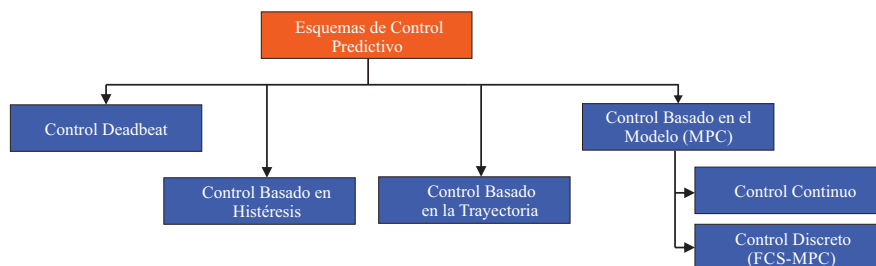 Esquemas de Control
Predictivo
Control Deadbeat
Control Basado en
Histéresis
Control Basado
en la Trayectoria
Control Basado en el
Modelo (MPC)
Control Continuo
Control Discreto
(FCS-MPC)